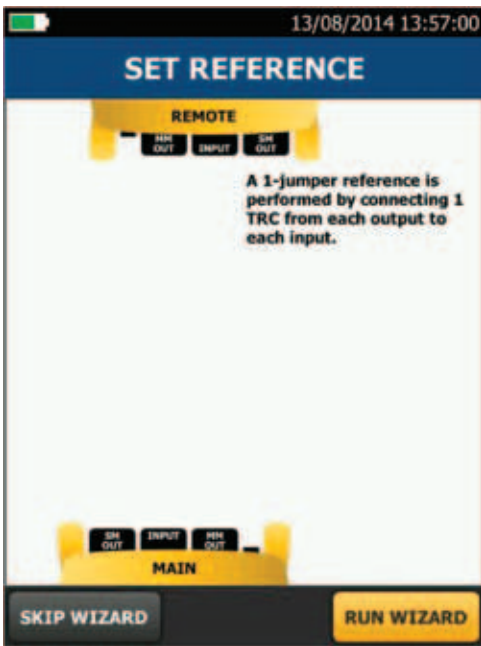 13/08/2014 13:57:00
SET REFERENCE
REMOTE
MM OUT
INPUT
SM OUT
A 1-jumper reference is
performed by connecting 1
TRC from each output to
each input.
SM OUT
INPUT
MM OUT
MAIN
SKIP WIZARD
RUN WIZARD